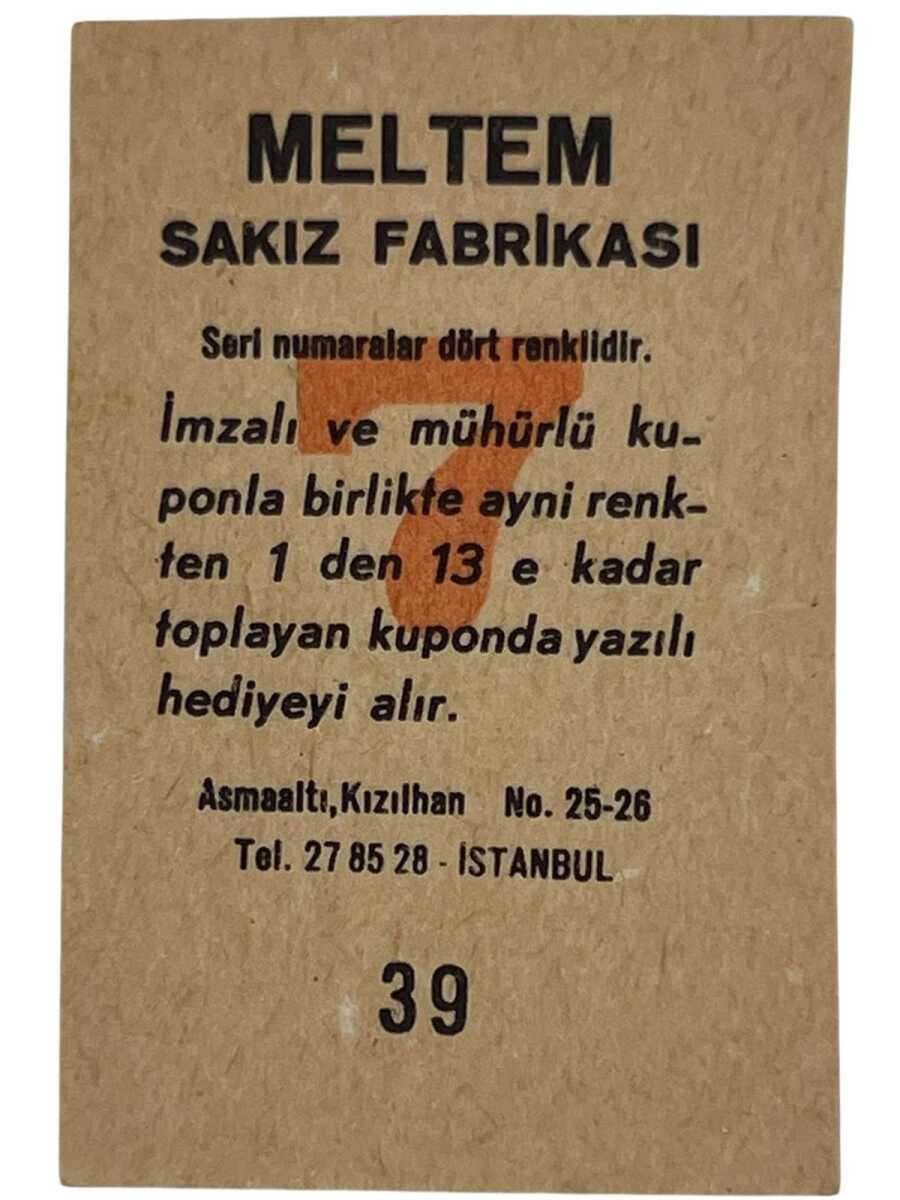 MELTEM
SAKIZ FABRİKASI
Seri numaralar dört renklidir.
7
İmzalı ve mühürlü ku-
ponla birlikte ayni renk-
ten 1 den 13 e kadar
toplayan kuponda yazılı
hediyeyi alır.
Asmaaltı, Kızılhan No. 25-26
Tel. 27 85 28 - İSTANBUL
39